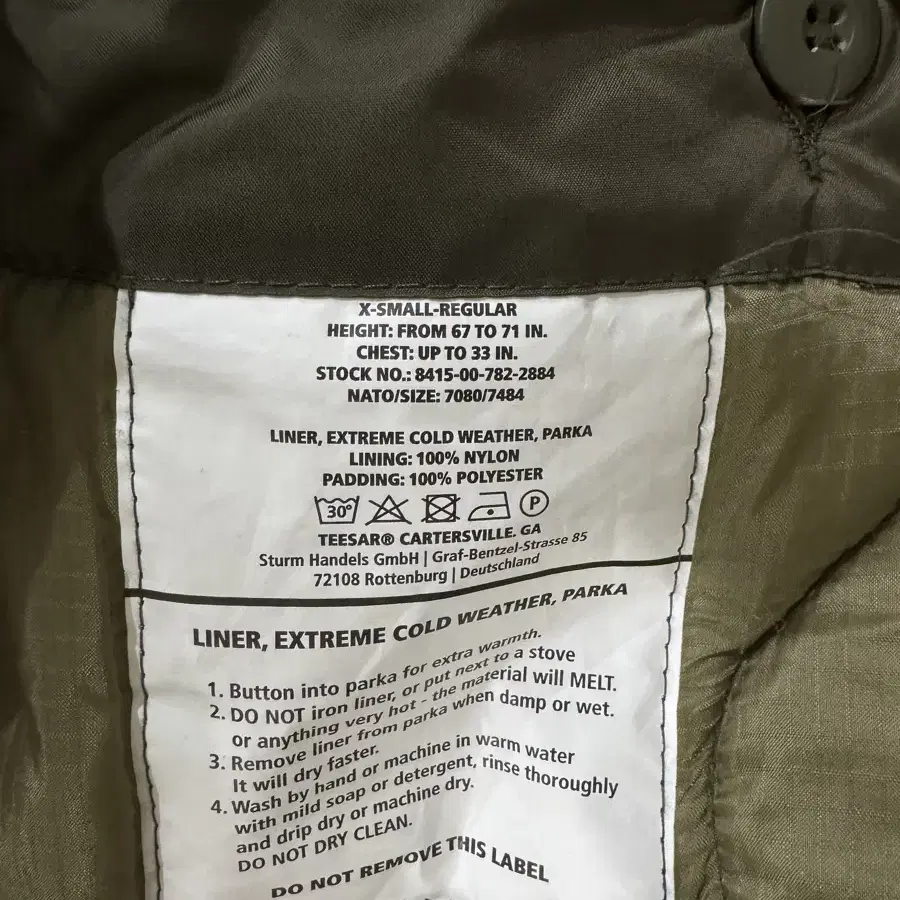 X-SMALL-REGULAR
HEIGHT: FROM 67 TO 71 IN.
CHEST: UP TO 33 IN.
STOCK NO.: 8415-00-782-2884
NATO/SIZE: 7080/7484
LINER, EXTREME COLD WEATHER, PARKA
LINING: 100% NYLON
PADDING: 100% POLYESTER
30° P
TEESAR® CARTERSVILLE. GA
Sturm Handels GmbH | Graf-Bentzel-Strasse 85
72108 Rottenburg | Deutschland
LINER, EXTREME COLD WEATHER, PARKA
1. Button into parka for extra warmth.
2. DO NOT iron liner, or put next to a stove
or anything very hot - the material will MELT.
3. Remove liner from parka when damp or wet.
It will dry faster.
4. Wash by hand or machine in warm water
with mild soap or detergent, rinse thoroughly
and drip dry or machine dry.
DO NOT DRY CLEAN.
DO NOT REMOVE THIS LABEL